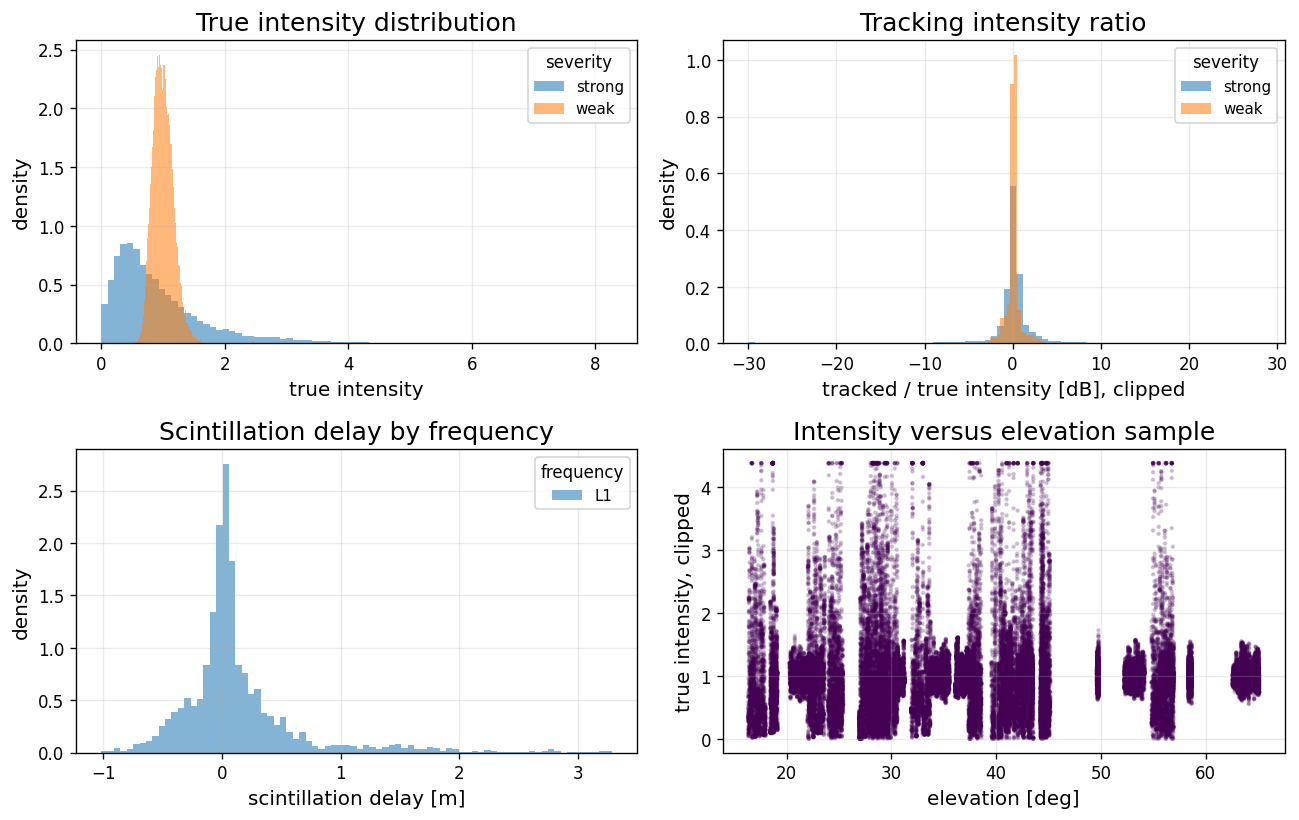 True intensity distribution
density
2.5
2.0
1.5
1.0
0.5
0.0
severity
strong
weak
0 2 4 6 8
true intensity
Tracking intensity ratio
density
1.0
0.8
0.6
0.4
0.2
0.0
severity
strong
weak
−30 −20 −10 0 10 20 30
tracked / true intensity [dB], clipped
Scintillation delay by frequency
density
2.5
2.0
1.5
1.0
0.5
0.0
frequency
L1
−1 0 1 2 3
scintillation delay [m]
Intensity versus elevation sample
true intensity, clipped
4
3
2
1
0
20 30 40 50 60
elevation [deg]